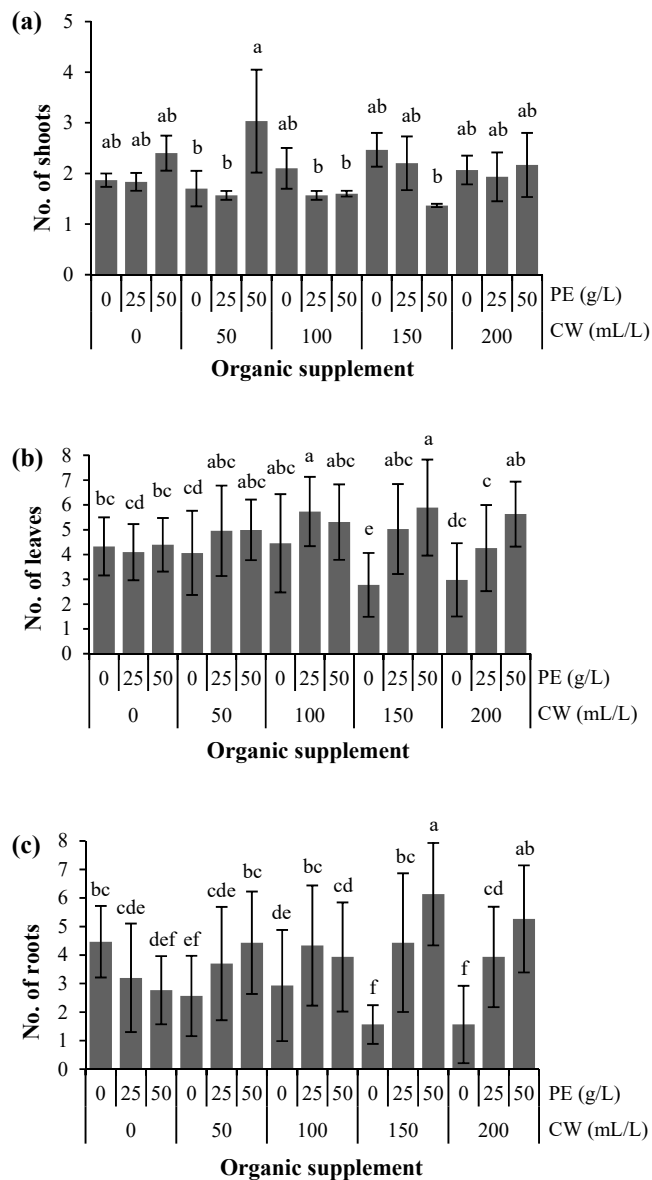 (a)
No. of shoots
5
4
3
2
1
0
ab ab ab b b a ab b b ab ab b ab ab ab
0 25 50 0 25 50 0 25 50 0 25 50 0 25 50 PE (g/L)
0 50 100 150 200 CW (mL/L)
Organic supplement
(b)
No. of leaves
8
7
6
5
4
3
2
1
0
bc cd bc cd abc abc abc a abc e abc a dc c ab
0 25 50 0 25 50 0 25 50 0 25 50 0 25 50 PE (g/L)
0 50 100 150 200 CW (mL/L)
Organic supplement
(c)
No. of roots
8
7
6
5
4
3
2
1
0
bc cde def ef cde bc de bc cd f bc a f cd ab
0 25 50 0 25 50 0 25 50 0 25 50 0 25 50 PE (g/L)
0 50 100 150 200 CW (mL/L)
Organic supplement